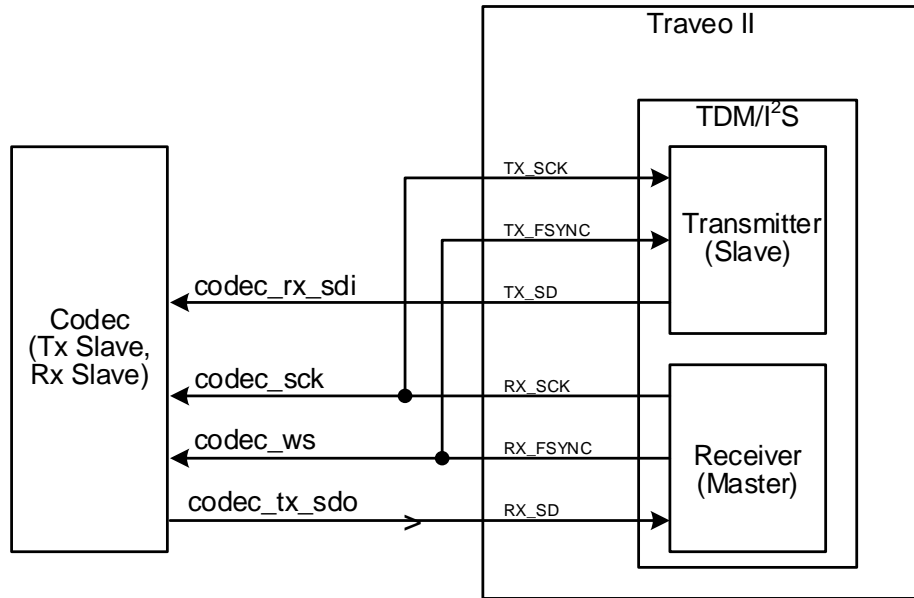 Traveo II
TDM/I²S
TX_SCK
Transmitter
(Slave)
TX_FSYNC
codec_rx_sdi
TX_SD
Codec
(Tx Slave,
Rx Slave)
codec_sck
RX_SCK
codec_ws
RX_FSYNC
Receiver
(Master)
codec_tx_sdo
RX_SD